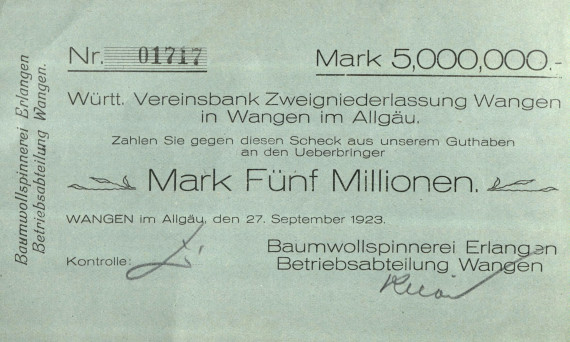 Baumwollspinnerei Erlangen
Betriebsabteilung Wangen.
Nr. 01717
Mark 5,000,000.-
Württ. Vereinsbank Zweigniederlassung Wangen
in Wangen im Allgäu.
Zahlen Sie gegen diesen Scheck aus unserem Guthaben
an den Ueberbringer
Mark Fünf Millionen.
WANGEN im Allgäu, den 27. September 1923.
Baumwollspinnerei Erlangen
Betriebsabteilung Wangen
Kontrolle: